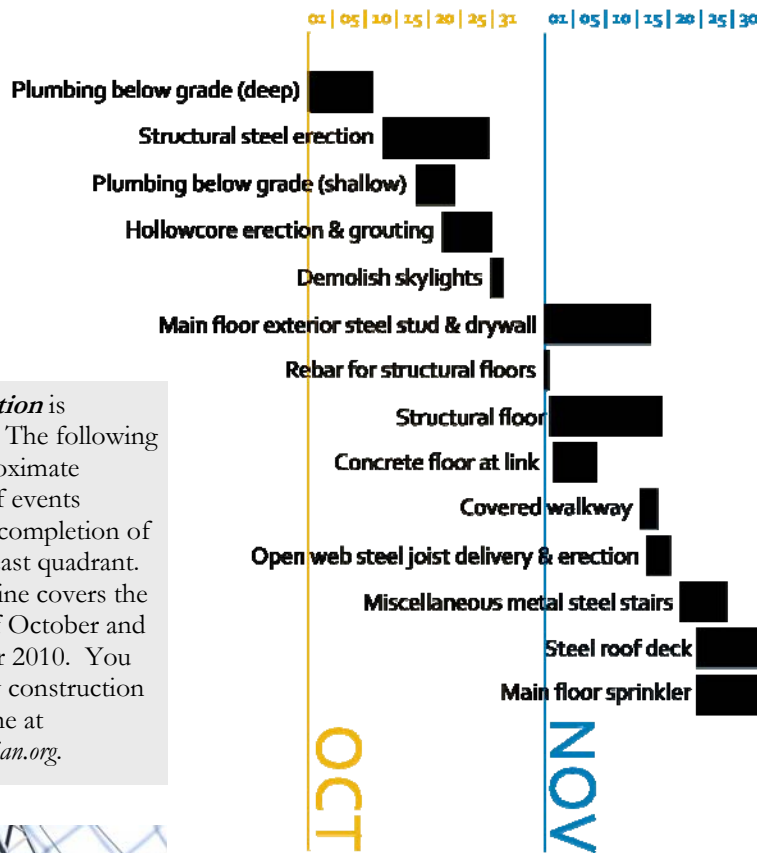 01|05|10|15|20|25|31 01|05|10|15|20|25|30
Plumbing below grade (deep)
Structural steel erection
Plumbing below grade (shallow)
Hollowcore erection & grouting
Demolish skylights
Main floor exterior steel stud & drywall
Rebar for structural floors
Structural floor
Concrete floor at link
Covered walkway
Open web steel joist delivery & erection
Miscellaneous metal steel stairs
Steel roof deck
Main floor sprinkler
OCT
NOV
tion is
The following
oximate
f events
completion of
ast quadrant.
ine covers the
f October and
r 2010. You
construction
ne at
ian.org.